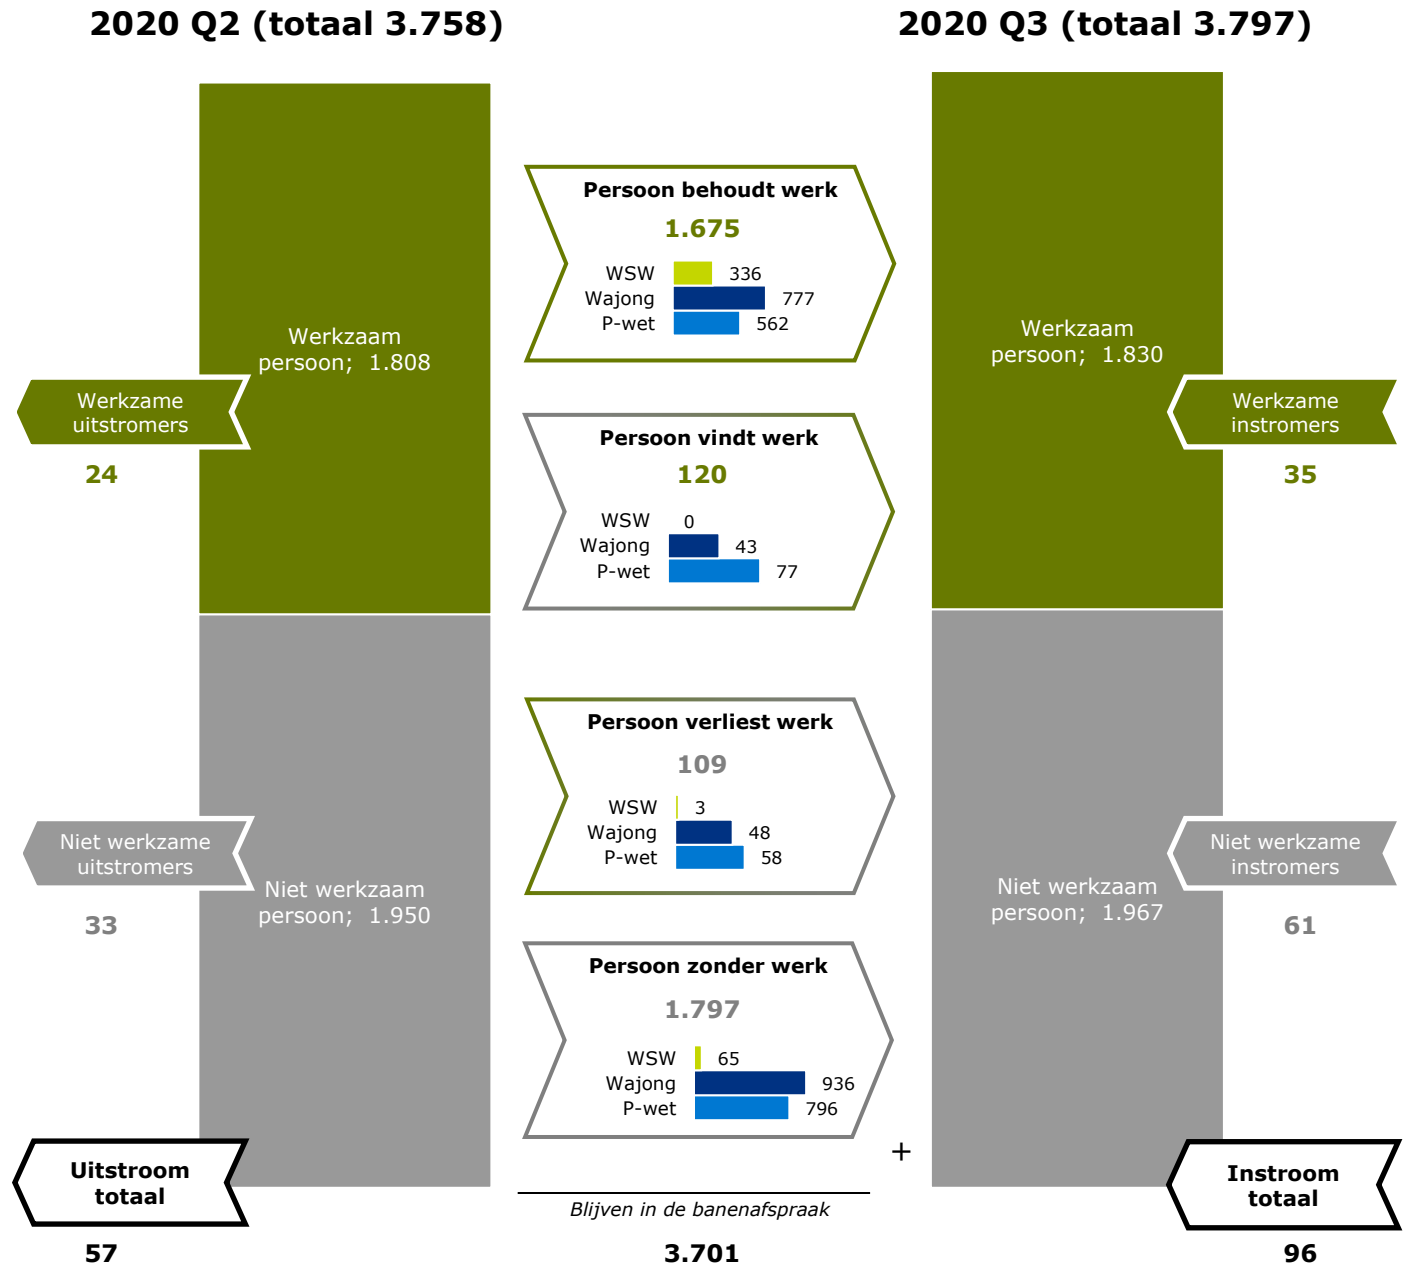 2020 Q2 (totaal 3.758)
2020 Q3 (totaal 3.797)
Werkzaam
persoon;  1.808
Werkzame
uitstromers
24
Niet werkzaam
persoon;  1.950
Niet werkzame
uitstromers
33
Uitstroom
totaal
57
Persoon behoudt werk
1.675
WSW 336
Wajong 777
P-wet 562
Persoon vindt werk
120
WSW 0
Wajong 43
P-wet 77
Persoon verliest werk
109
WSW 3
Wajong 48
P-wet 58
Persoon zonder werk
1.797
WSW 65
Wajong 936
P-wet 796
+
Blijven in de banenafspraak
3.701
Werkzaam
persoon;  1.830
Werkzame
instromers
35
Niet werkzaam
persoon;  1.967
Niet werkzame
instromers
61
Instroom
totaal
96